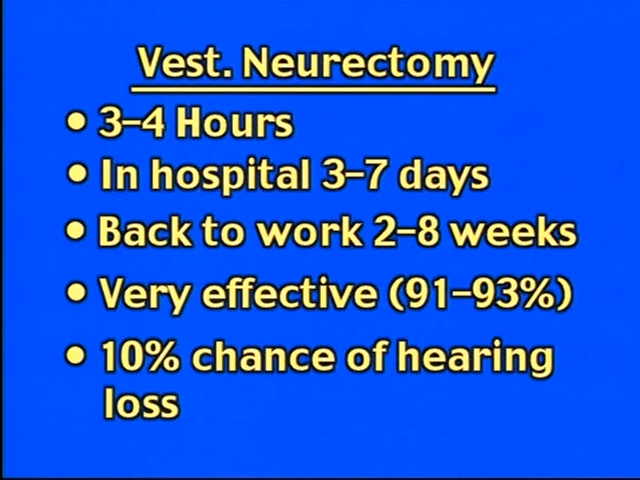 Vest. Neurectomy
• 3–4 Hours
• In hospital 3–7 days
• Back to work 2–8 weeks
• Very effective (91–93%)
• 10% chance of hearing
loss